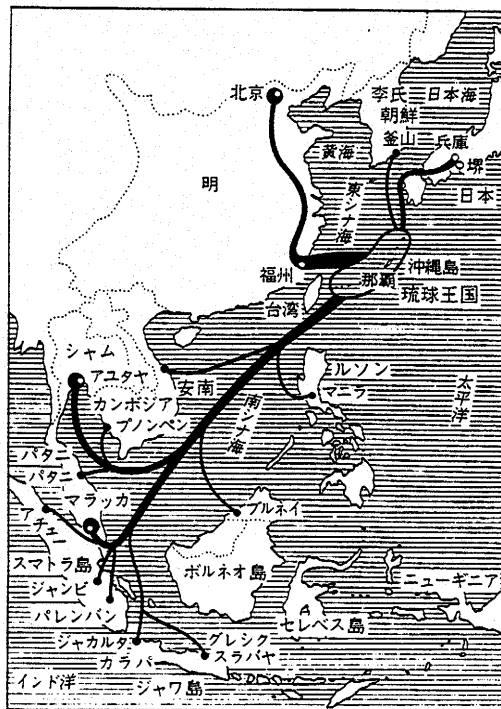 北京
李氏
朝鮮
日本海
釜山
兵庫
黄海
堺
日本
明
東シナ海
福州
沖縄島
那覇
台湾
琉球王国
シャム
アユタヤ
安南
ルソン
マニラ
太平洋
カンボジア
プノンペン
南シナ海
パタニ
パタニ
マラッカ
アチェー
ブルネイ
スマトラ島
ジャンビ
ボルネオ島
ニューギニア
パレンバン
セレベス島
ジャカルタ
カラパ
グレシク
スラバヤ
インド洋
ジャワ島